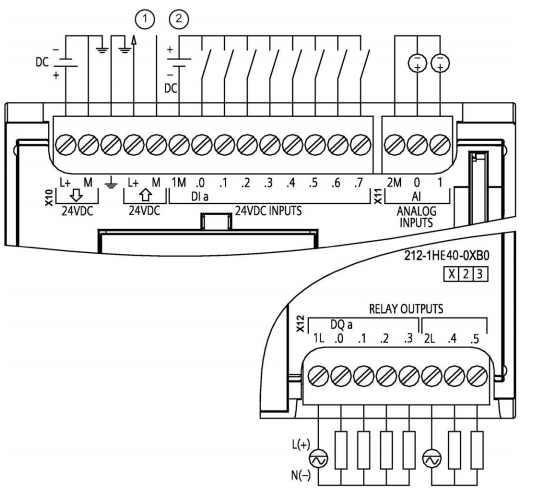 ① ②
− + DC
+ − DC
− + − +
L+ M ⏚ L+ M 1M .0 .1 .2 .3 .4 .5 .6 .7 2M 0 1
X10 24VDC 24VDC DI a 24VDC INPUTS X11 AI
ANALOG
INPUTS
212-1HE40-0XB0
X 2 3
RELAY OUTPUTS
X12 DQ a
1L .0 .1 .2 .3 2L .4 .5
L(+)
N(−)